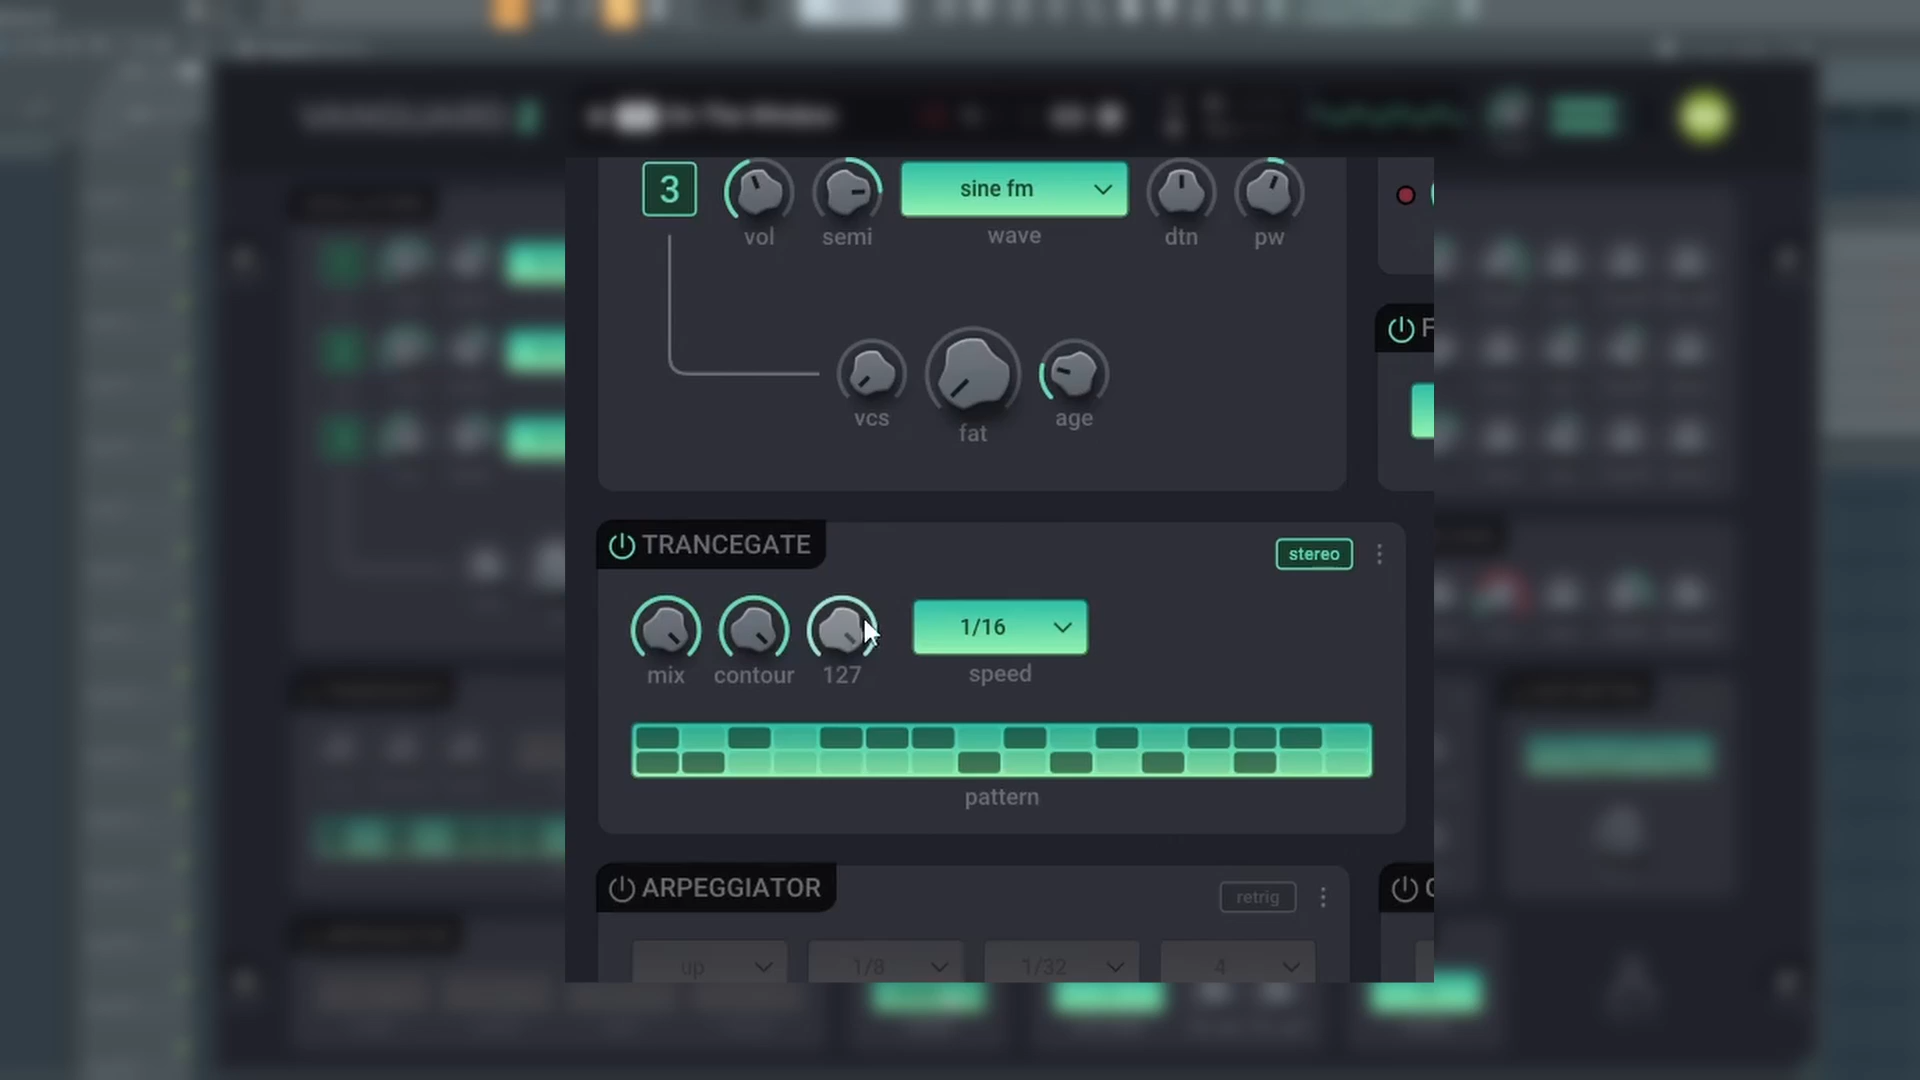 3
sine fm
vol
semi
wave
dtn
pw
F
vcs
fat
age
TRANCEGATE
stereo
1/16
mix
contour
127
speed
pattern
ARPEGGIATOR
retrig
up
1/8
1/32
4